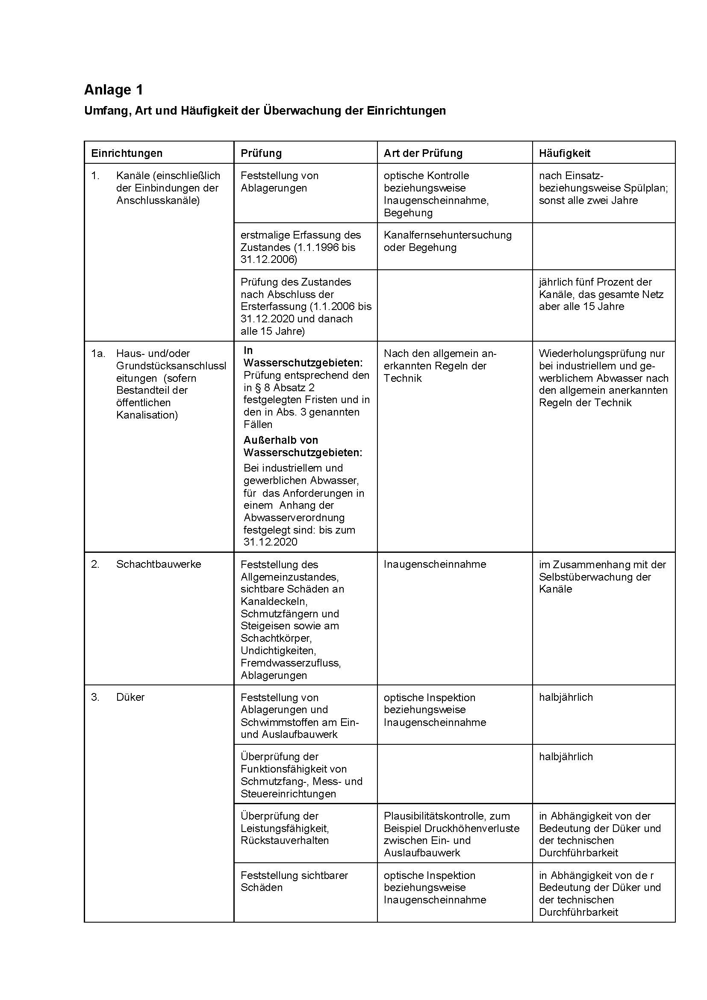 Anlage 1
Umfang, Art und Häufigkeit der Überwachung der Einrichtungen
Einrichtungen
Prüfung
Art der Prüfung
Häufigkeit
1. Kanäle (einschließlich
der Einbindungen der
Anschlusskanäle)
Feststellung von
Ablagerungen
optische Kontrolle
beziehungsweise
Inaugenscheinnahme,
Begehung
nach Einsatz-
beziehungsweise Spülplan;
sonst alle zwei Jahre
erstmalige Erfassung des
Zustandes (1.1.1996 bis
31.12.2006)
Kanalfernsehuntersuchung
oder Begehung
Prüfung des Zustandes
nach Abschluss der
Ersterfassung (1.1.2006 bis
31.12.2020 und danach
alle 15 Jahre)
jährlich fünf Prozent der
Kanäle, das gesamte Netz
aber alle 15 Jahre
1a. Haus- und/oder
Grundstücksanschlussl
eitungen (sofern
Bestandteil der
öffentlichen
Kanalisation)
In
Wasserschutzgebieten:
Prüfung entsprechend den
in § 8 Absatz 2
festgelegten Fristen und in
den in Abs. 3 genannten
Fällen
Außerhalb von
Wasserschutzgebieten:
Bei industriellem und
gewerblichen Abwasser,
für das Anforderungen in
einem Anhang der
Abwasserverordnung
festgelegt sind: bis zum
31.12.2020
Nach den allgemein an-
erkannten Regeln der
Technik
Wiederholungsprüfung nur
bei industriellem und ge-
werblichem Abwasser nach
den allgemein anerkannten
Regeln der Technik
2. Schachtbauwerke
Feststellung des
Allgemeinzustandes,
sichtbare Schäden an
Kanaldeckeln,
Schmutzfängern und
Steigeisen sowie am
Schachtkörper,
Undichtigkeiten,
Fremdwasserzufluss,
Ablagerungen
Inaugenscheinnahme
im Zusammenhang mit der
Selbstüberwachung der
Kanäle
3. Düker
Feststellung von
Ablagerungen und
Schwimmstoffen am Ein-
und Auslaufbauwerk
optische Inspektion
beziehungsweise
Inaugenscheinnahme
halbjährlich
Überprüfung der
Funktionsfähigkeit von
Schmutzfang-, Mess- und
Steuereinrichtungen
halbjährlich
Überprüfung der
Leistungsfähigkeit,
Rückstauverhalten
Plausibilitätskontrolle, zum
Beispiel Druckhöhenverluste
zwischen Ein- und
Auslaufbauwerk
in Abhängigkeit von der
Bedeutung der Düker und
der technischen
Durchführbarkeit
Feststellung sichtbarer
Schäden
optische Inspektion
beziehungsweise
Inaugenscheinnahme
in Abhängigkeit von de r
Bedeutung der Düker und
der technischen
Durchführbarkeit